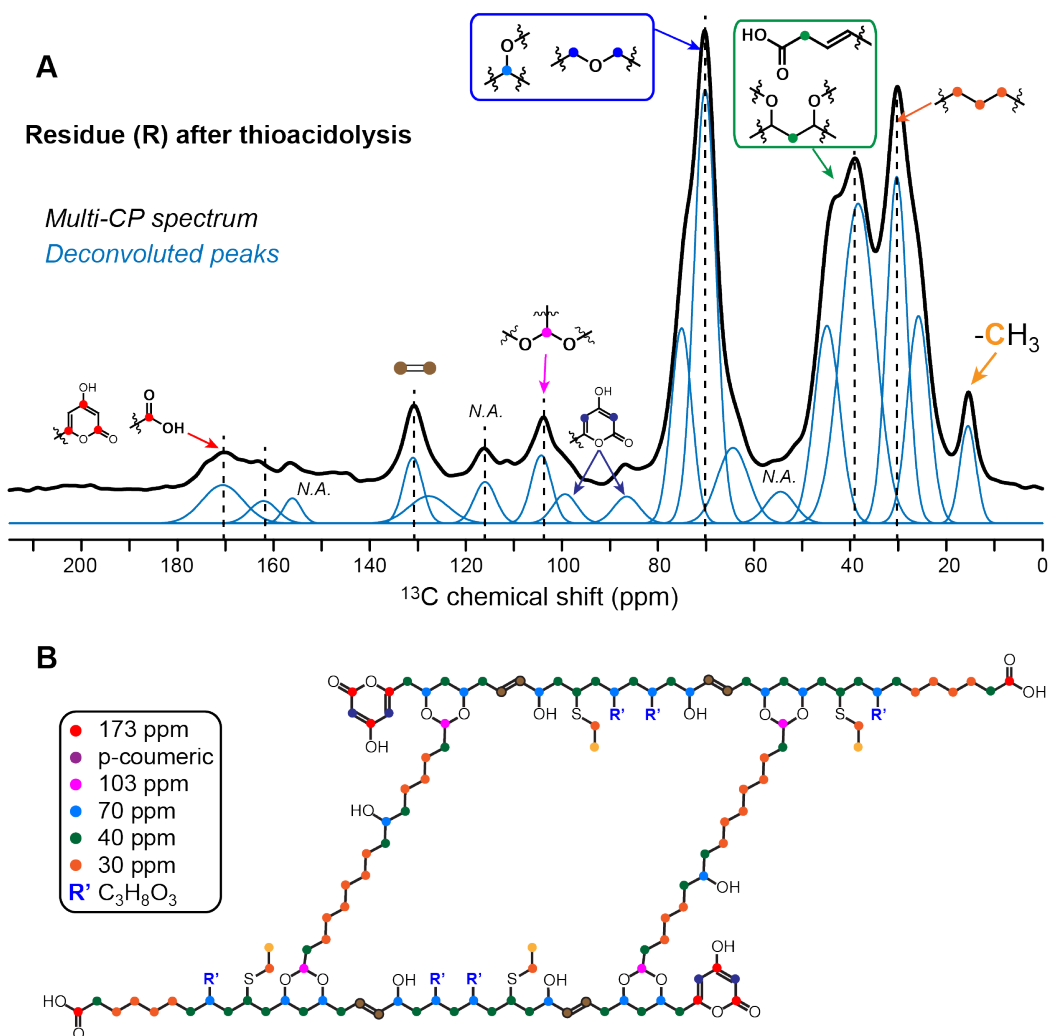 A
Residue (R) after thioacidolysis
Multi-CP spectrum
Deconvoluted peaks
O
O
HO
O
O
O
-CH3
O O
N.A.
OH
O
O
O
OH
N.A.
OH
O
O
N.A.
N.A.
200 180 160 140 120 100 80 60 40 20 0
13C chemical shift (ppm)
B
173 ppm
p-coumeric
103 ppm
70 ppm
40 ppm
30 ppm
R' C3H8O3
O
O
OH
O O
OH
S
R' R'
OH
O O
S
R'
O
OH
HO
OH
HO
O
R'
S
O O
OH
R' R'
S
OH
O O
OH
O
O